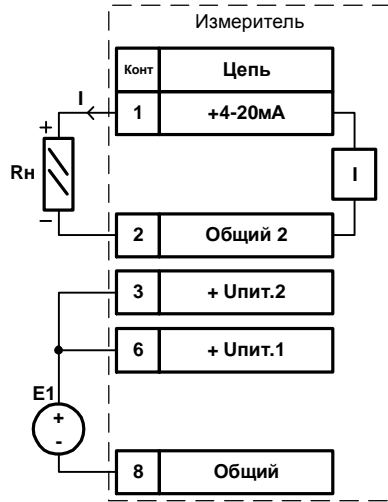 Измеритель
Конт Цепь
I 1 +4-20мА
+
Rн I
−
2 Общий 2
3 + Uпит.2
6 + Uпит.1
E1
+
-
8 Общий